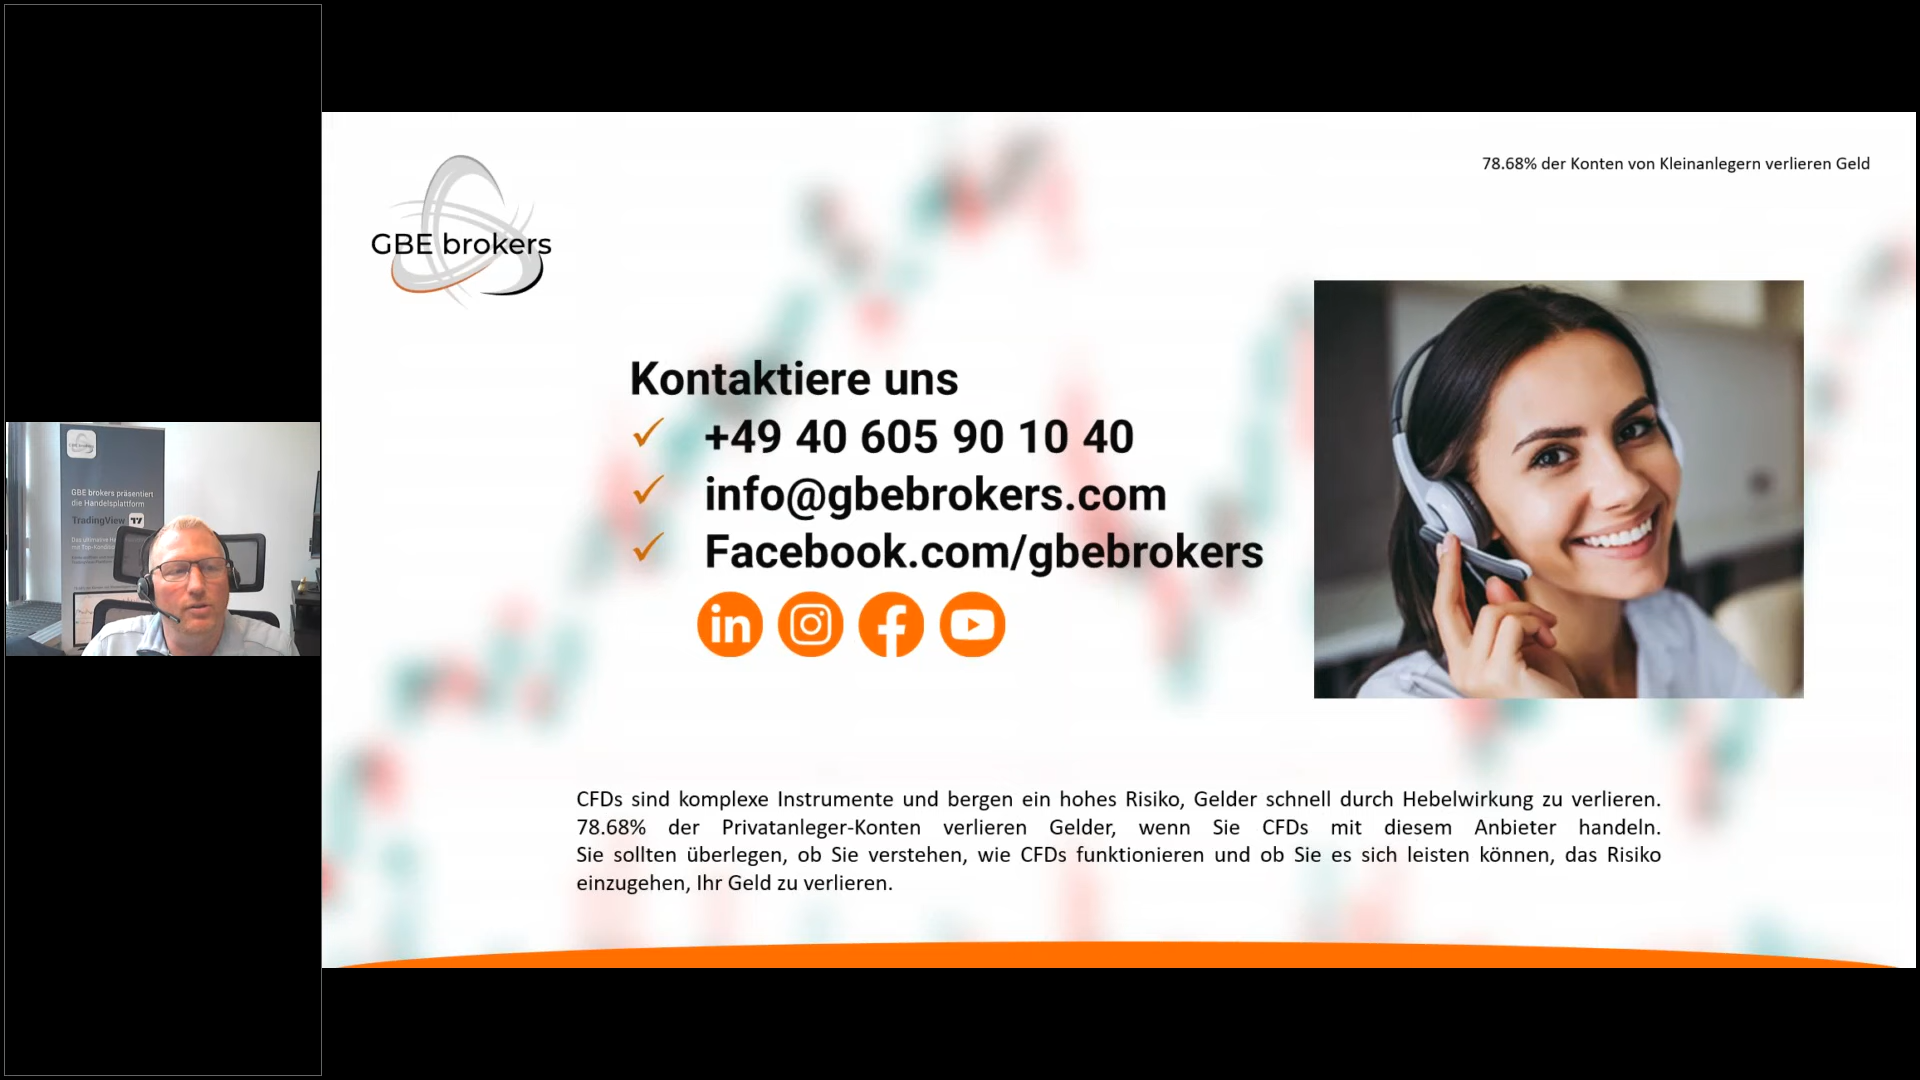 78.68% der Konten von Kleinanlegern verlieren Geld
GBE brokers
Kontaktiere uns
✓ +49 40 605 90 10 40
✓ info@gbebrokers.com
✓ Facebook.com/gbebrokers
in
GBE brokers präsentiert
die Handelsplattform
TradingView
CFDs sind komplexe Instrumente und bergen ein hohes Risiko, Gelder schnell durch Hebelwirkung zu verlieren.
78.68% der Privatanleger-Konten verlieren Gelder, wenn Sie CFDs mit diesem Anbieter handeln.
Sie sollten überlegen, ob Sie verstehen, wie CFDs funktionieren und ob Sie es sich leisten können, das Risiko
einzugehen, Ihr Geld zu verlieren.